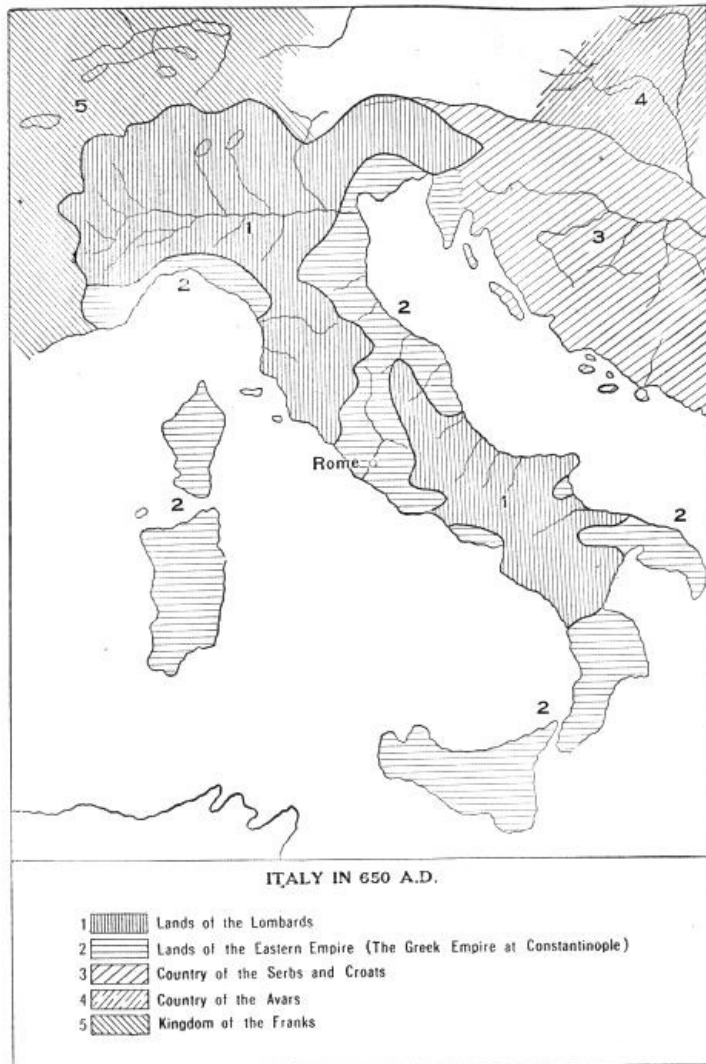 5
4
1
3
2
2
Rome
1
2
2
2
ITALY IN 650 A.D.
1 Lands of the Lombards
2 Lands of the Eastern Empire (The Greek Empire at Constantinople)
3 Country of the Serbs and Croats
4 Country of the Avars
5 Kingdom of the Franks